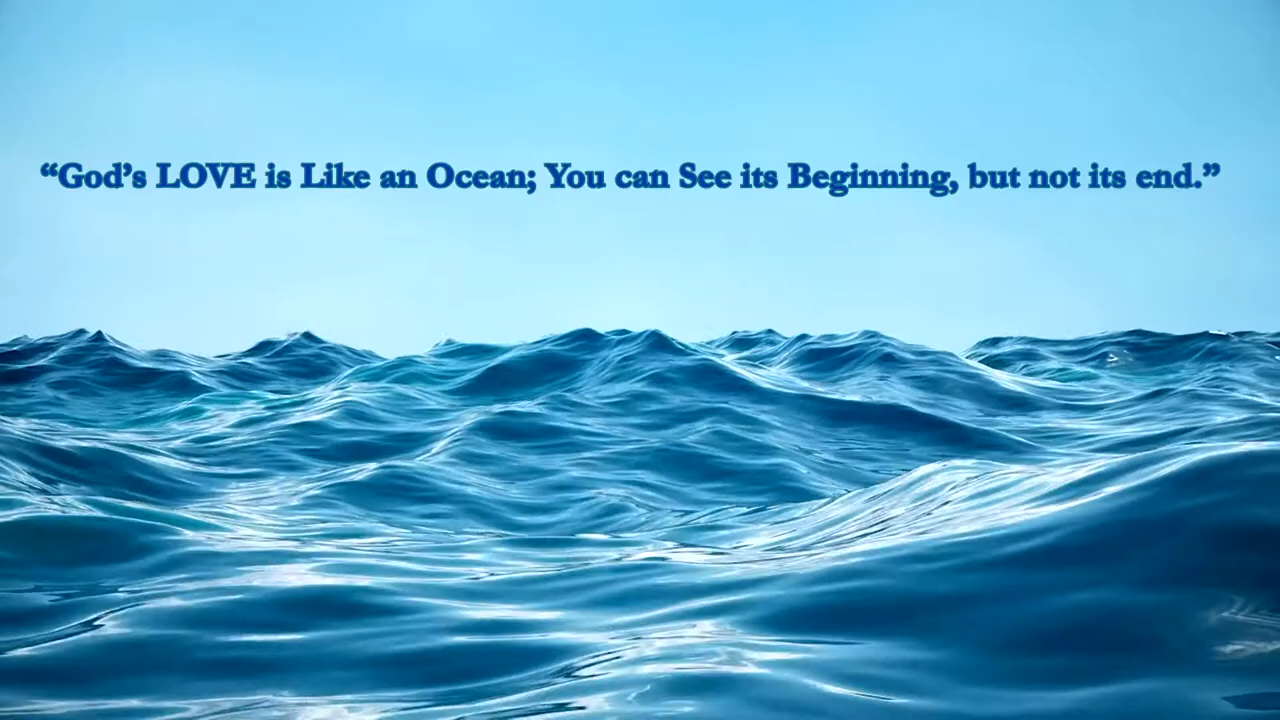 “God’s LOVE is Like an Ocean; You can See its Beginning, but not its end.”